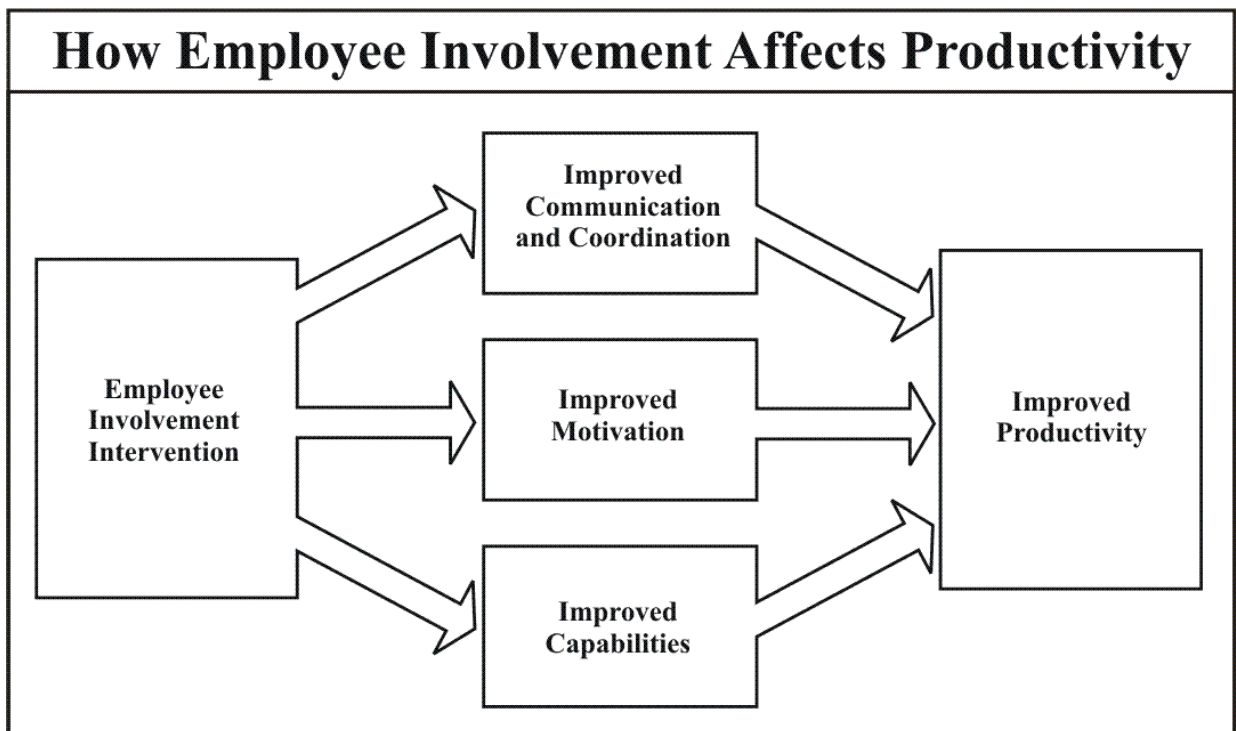 How Employee Involvement Affects Productivity
Improved
Communication
and Coordination
Employee
Involvement
Intervention
Improved
Motivation
Improved
Productivity
Improved
Capabilities